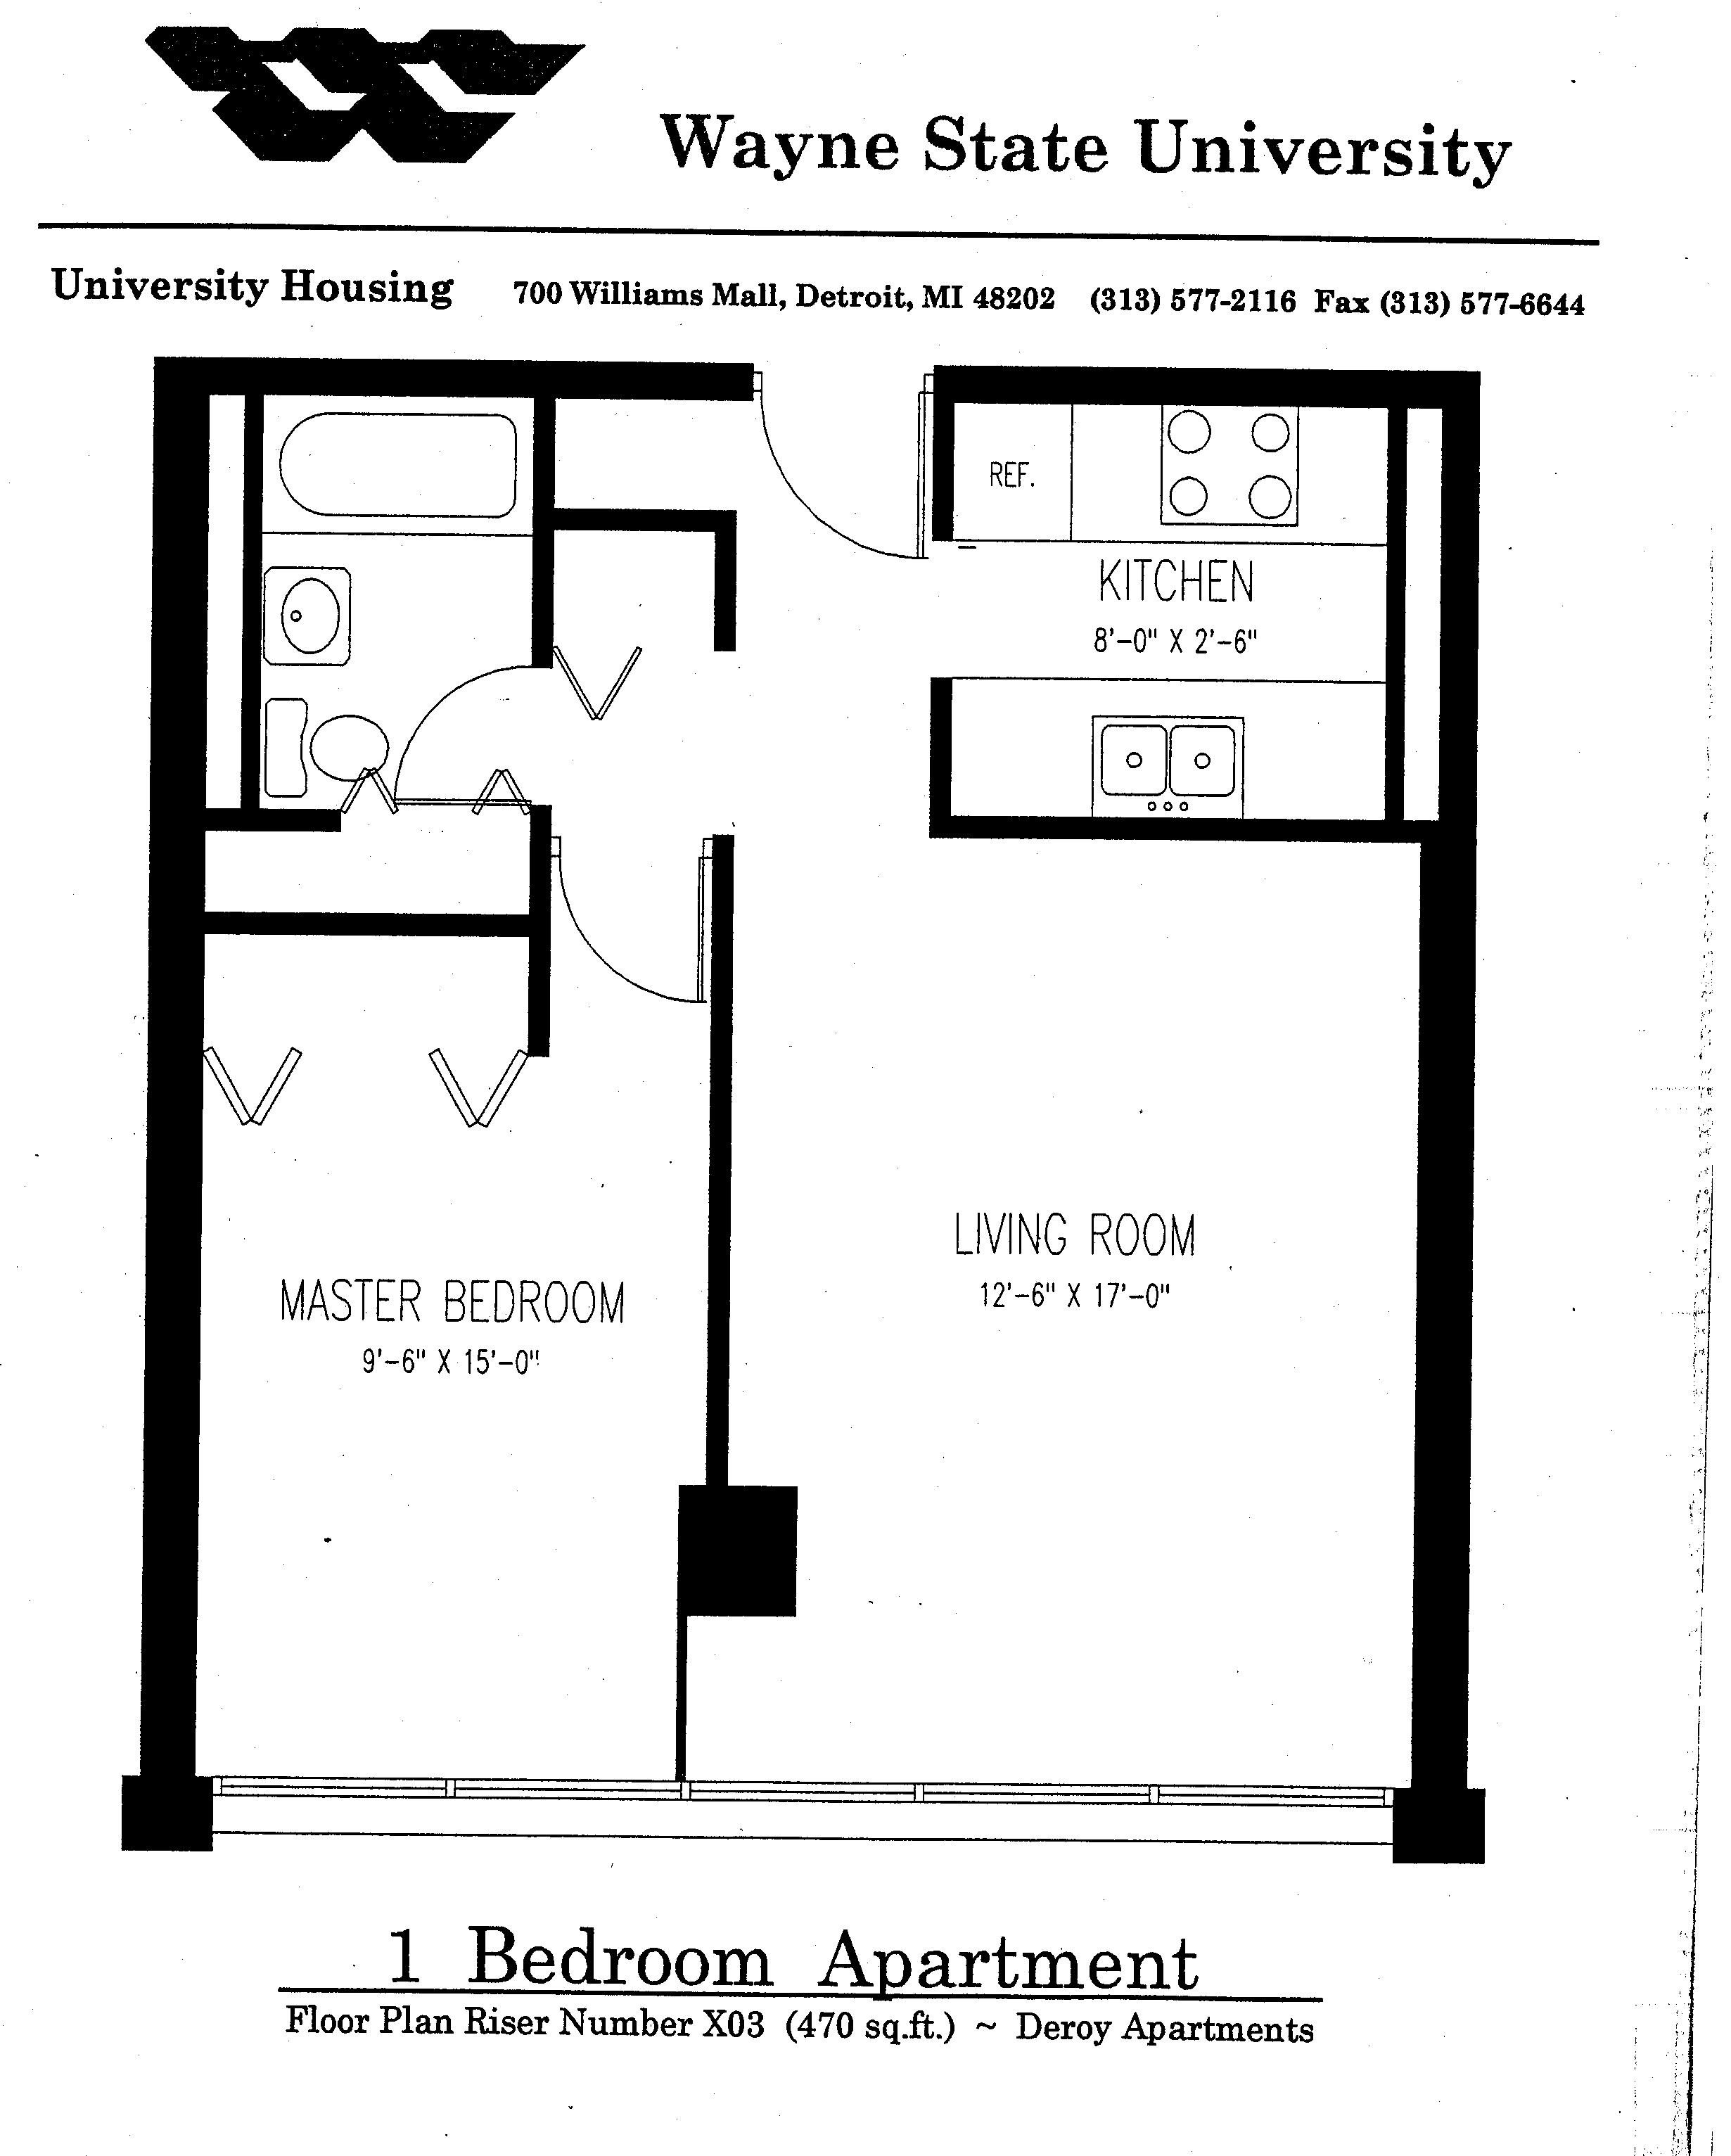 Wayne State University
University Housing 700 Williams Mall, Detroit, MI 48202 (313) 577-2116 Fax (313) 577-6644
REF.
KITCHEN
8'-0" X 2'-6"
LIVING ROOM
12'-6" X 17'-0"
MASTER BEDROOM
9'-6" X 15'-0"
1 Bedroom Apartment
Floor Plan Riser Number X03 (470 sq.ft.) ~ Deroy Apartments